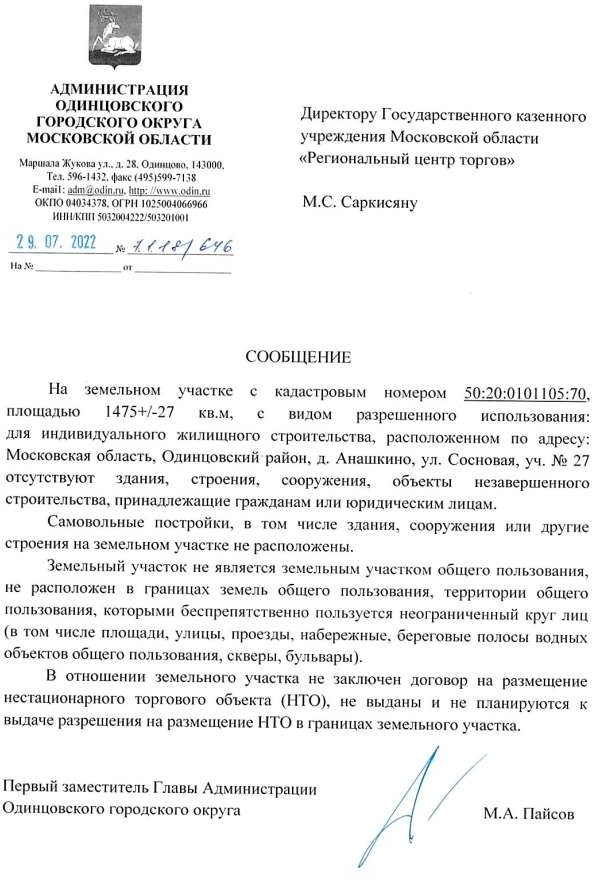 АДМИНИСТРАЦИЯ
ОДИНЦОВСКОГО
ГОРОДСКОГО ОКРУГА
МОСКОВСКОЙ ОБЛАСТИ
Маршала Жукова ул., д. 28, Одинцово, 143000,
Тел. 596-1432, факс (495)599-7138
E-mail: adm@odin.ru, http: //www.odin.ru
ОКПО 04034378, ОГРН 1025004066966
ИНН/КПП 5032004222/503201001
29.07.2022 № 1.1.18/646
На № от
Директору Государственного казенного
учреждения Московской области
«Региональный центр торгов»
М.С. Саркисяну
СООБЩЕНИЕ
На земельном участке с кадастровым номером 50:20:0101105:70,
площадью 1475+/-27 кв.м, с видом разрешенного использования:
для индивидуального жилищного строительства, расположенном по адресу:
Московская область, Одинцовский район, д. Анашкино, ул. Сосновая, уч. № 27
отсутствуют здания, строения, сооружения, объекты незавершенного
строительства, принадлежащие гражданам или юридическим лицам.
Самовольные постройки, в том числе здания, сооружения или другие
строения на земельном участке не расположены.
Земельный участок не является земельным участком общего пользования,
не расположен в границах земель общего пользования, территории общего
пользования, которыми беспрепятственно пользуется неограниченный круг лиц
(в том числе площади, улицы, проезды, набережные, береговые полосы водных
объектов общего пользования, скверы, бульвары).
В отношении земельного участка не заключен договор на размещение
нестационарного торгового объекта (НТО), не выданы и не планируются к
выдаче разрешения на размещение НТО в границах земельного участка.
Первый заместитель Главы Администрации
Одинцовского городского округа
М.А. Пайсов